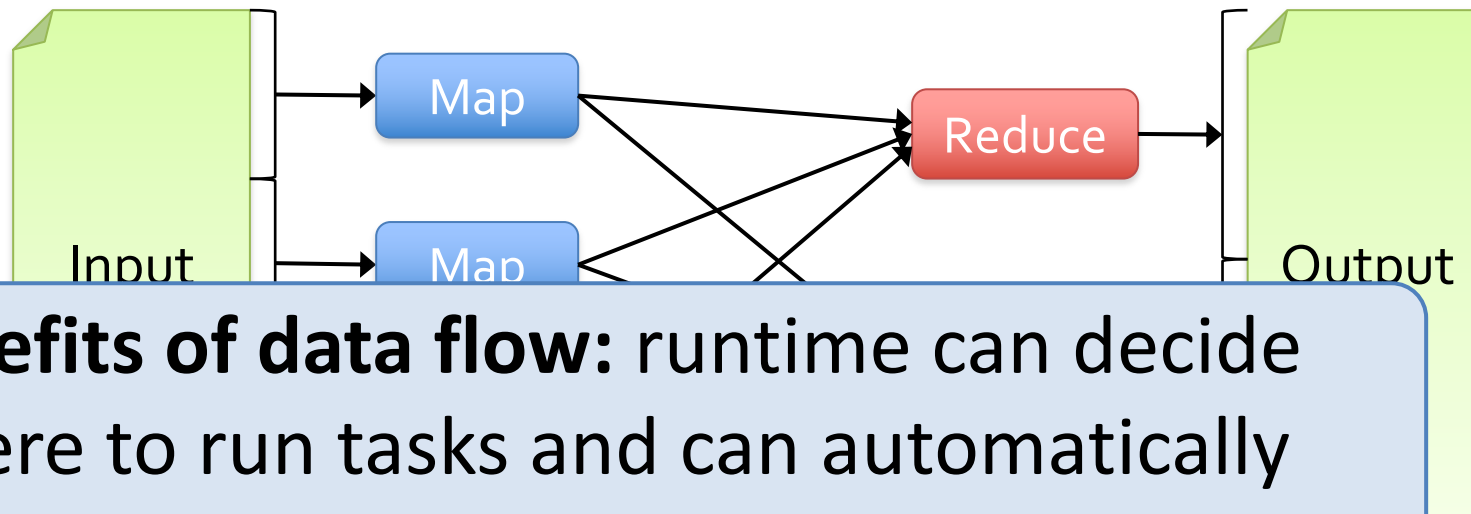 Map
Reduce
Map
Input
Output
efits of data flow: runtime can decide
ere to run tasks and can automatically